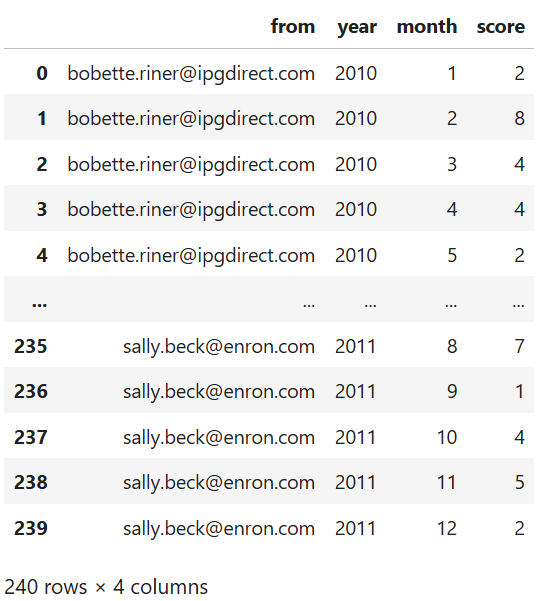 from year month score
0 bobette.riner@ipgdirect.com 2010 1 2
1 bobette.riner@ipgdirect.com 2010 2 8
2 bobette.riner@ipgdirect.com 2010 3 4
3 bobette.riner@ipgdirect.com 2010 4 4
4 bobette.riner@ipgdirect.com 2010 5 2
... ... ... ... ...
235 sally.beck@enron.com 2011 8 7
236 sally.beck@enron.com 2011 9 1
237 sally.beck@enron.com 2011 10 4
238 sally.beck@enron.com 2011 11 5
239 sally.beck@enron.com 2011 12 2
240 rows × 4 columns